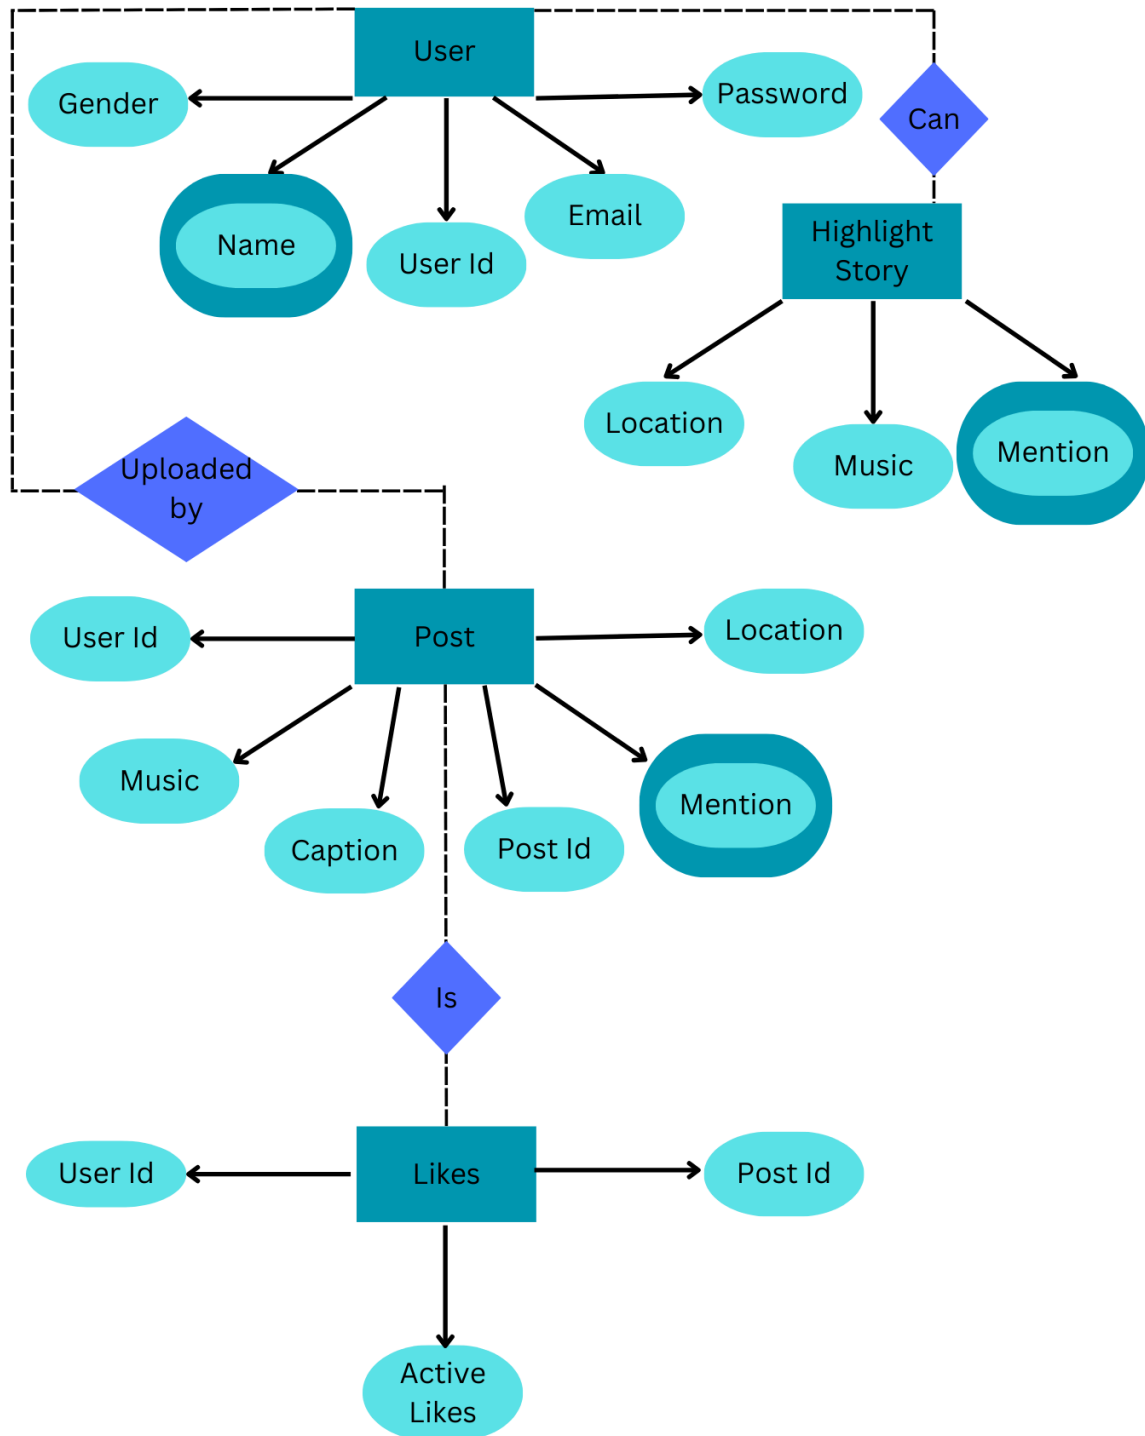 User
Gender
Password
Can
Name
User Id
Email
Highlight
Story
Location
Music
Mention
Uploaded
by
User Id
Post
Location
Music
Caption
Post Id
Mention
Is
User Id
Likes
Post Id
Active
Likes